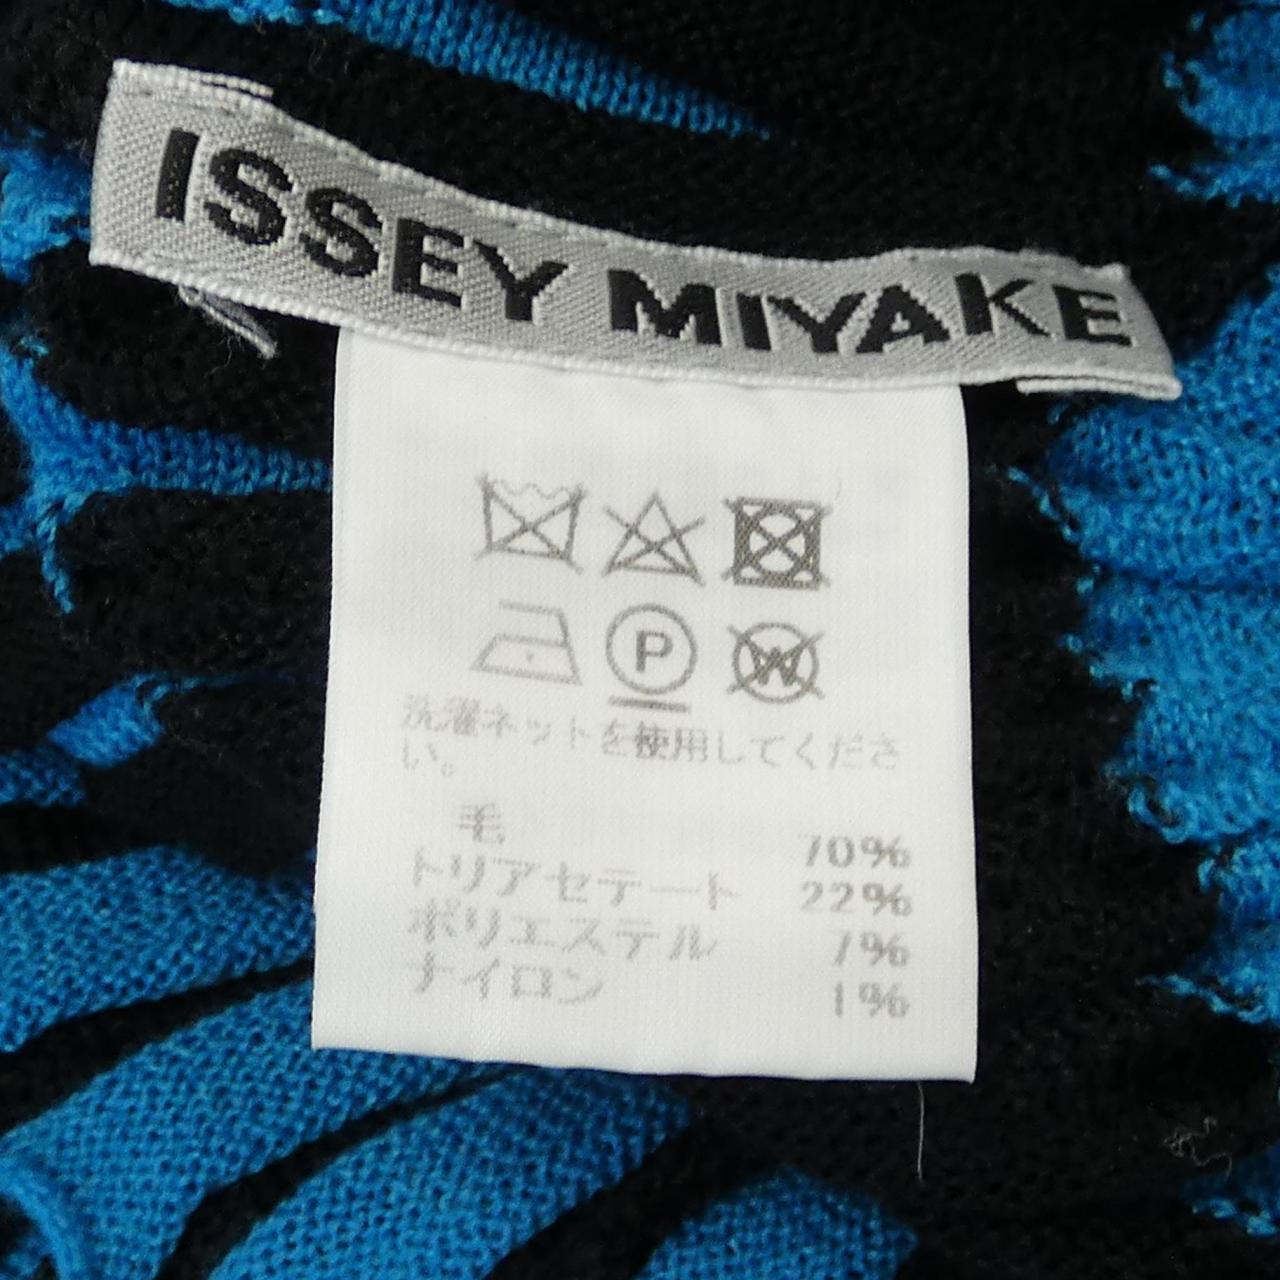 ISSEY MIYAKE
P W
洗濯ネットを使用してくださ
い。
毛 70%
トリアセテート 22%
ポリエステル 7%
ナイロン 1%